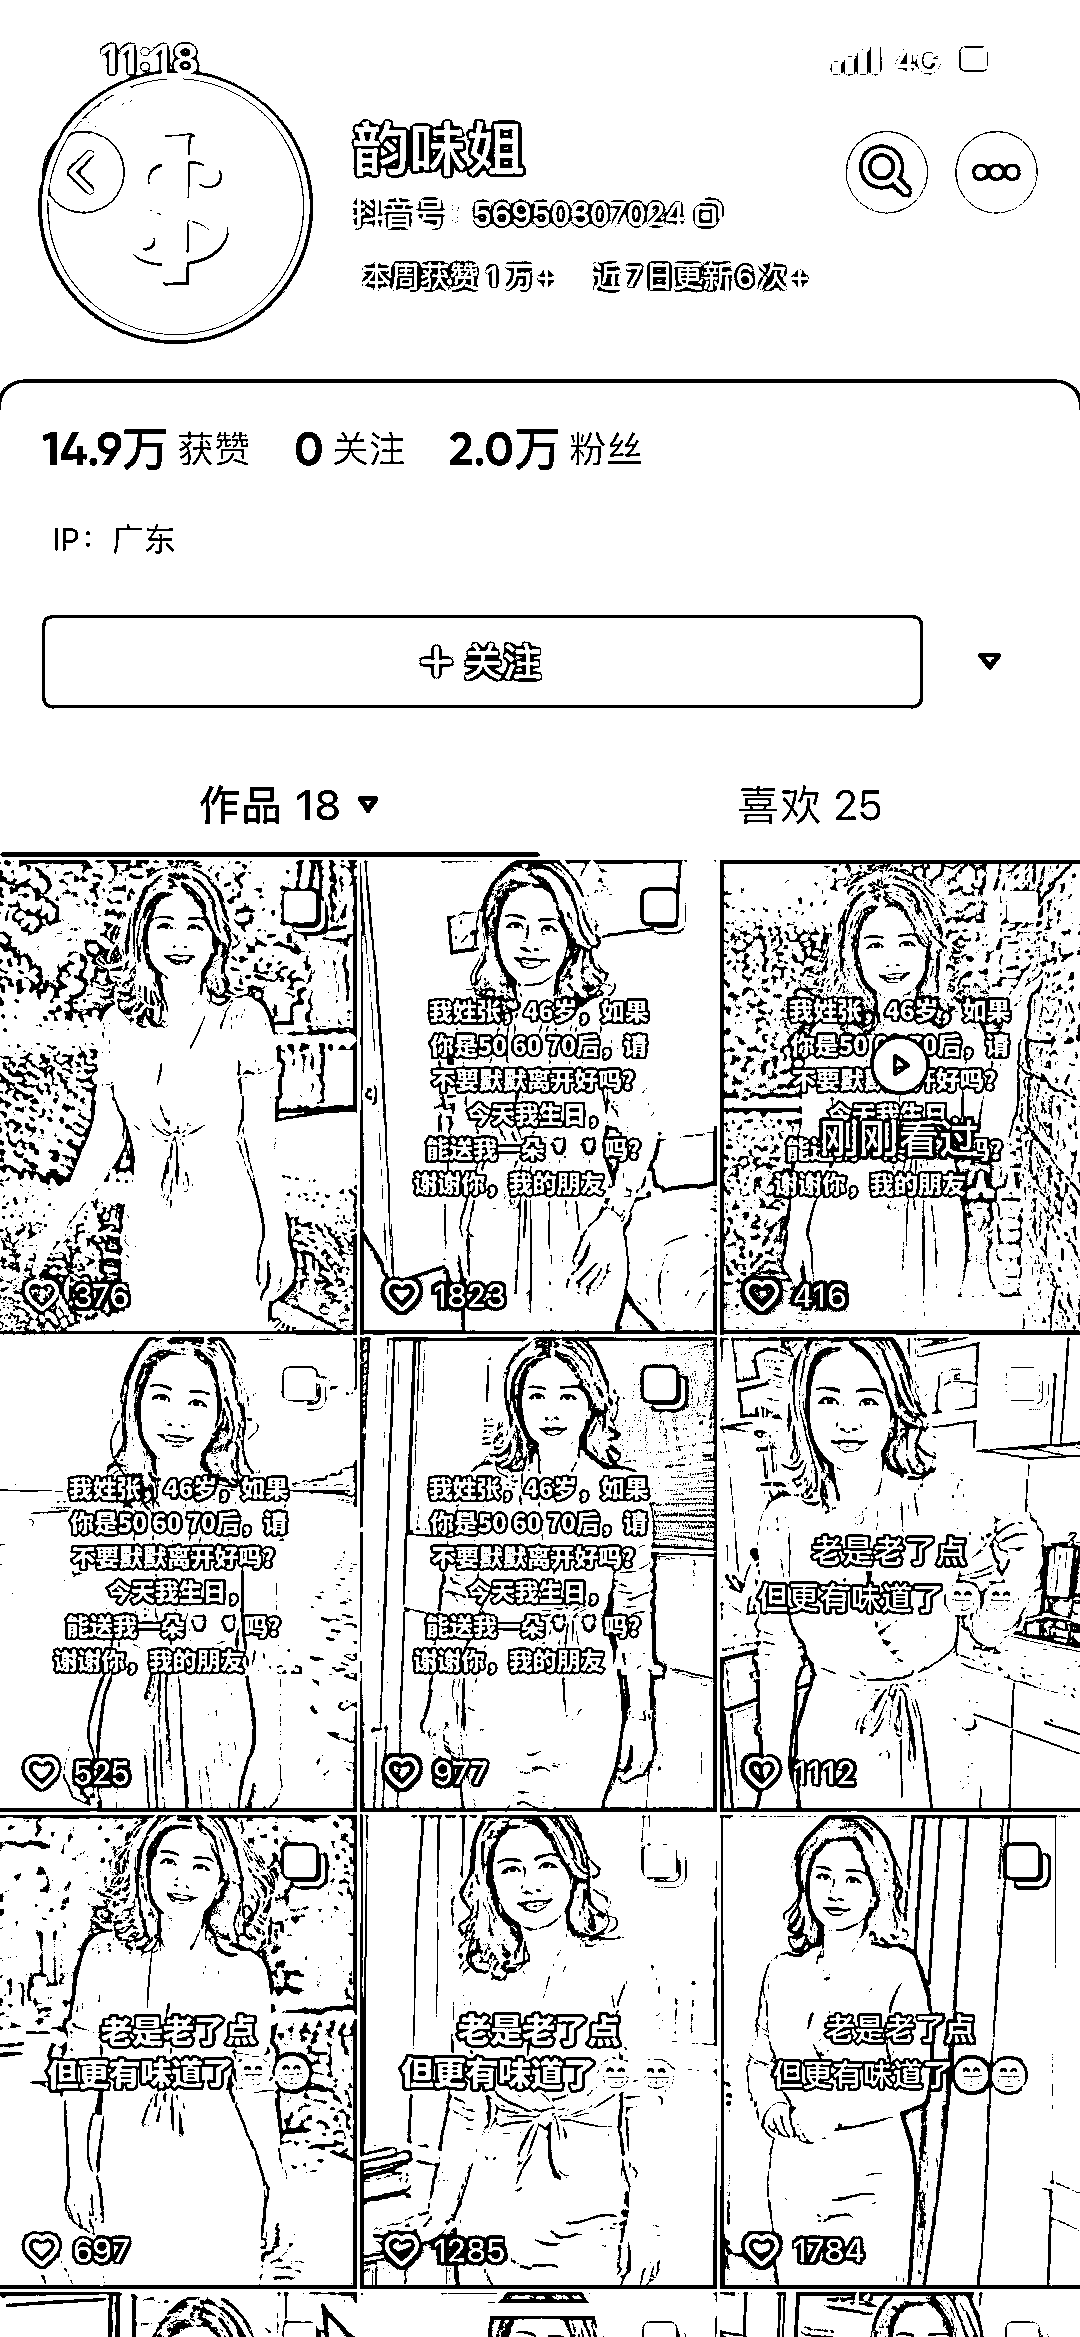 11:18
4G
韵味姐
抖音号：56950307024
本周获赞1万+ 近7日更新6次+
14.9万 获赞 0 关注 2.0万 粉丝
IP：广东
+ 关注
作品 18
喜欢 25
376
我姓张，46岁，如果
你是50 60 70后，请
不要默默离开好吗？
今天我生日，
能送我一朵🌹🌹吗？
谢谢你，我的朋友
1823
我姓张，46岁，如果
你是50 60 70后，请
不要默默离开好吗？
今天我生日，
刚刚看过
谢谢你，我的朋友
416
我姓张，46岁，如果
你是50 60 70后，请
不要默默离开好吗？
今天我生日，
能送我一朵🌹🌹吗？
谢谢你，我的朋友
525
我姓张，46岁，如果
你是50 60 70后，请
不要默默离开好吗？
今天我生日，
能送我一朵🌹🌹吗？
谢谢你，我的朋友
977
老是老了点
但更有味道了😁😁
1112
老是老了点
但更有味道了😁😁
697
老是老了点
但更有味道了😁😁
1285
老是老了点
但更有味道了😁😁
1784